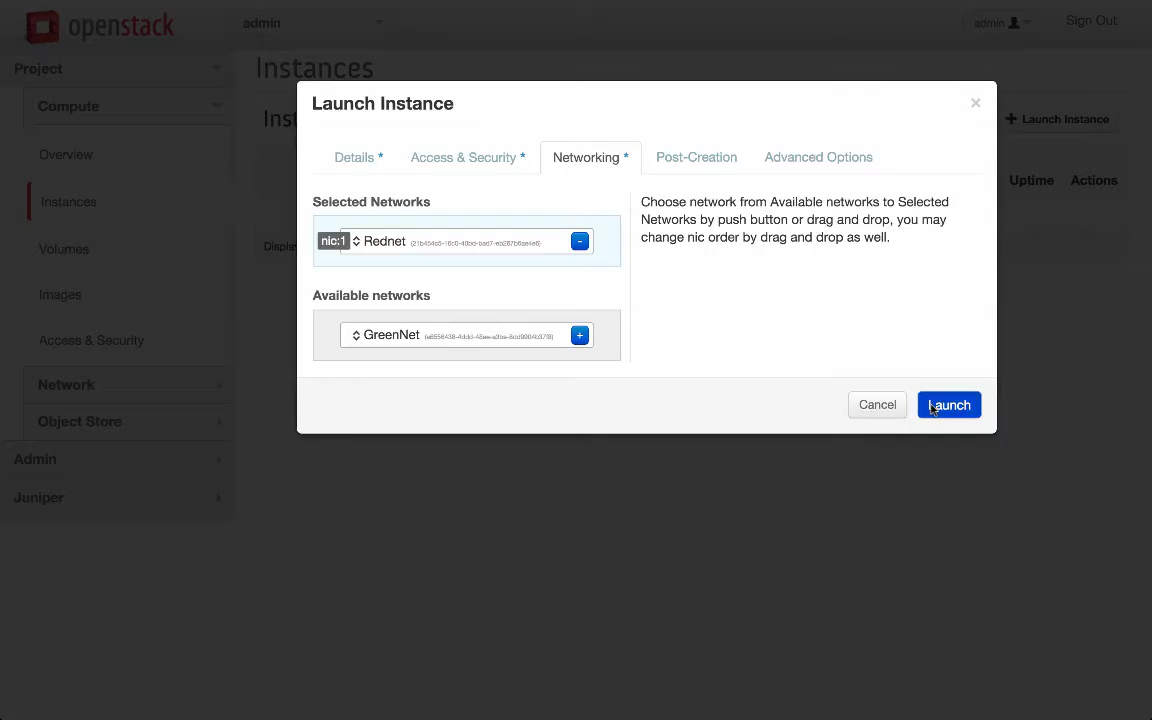 openstack
admin
admin
Sign Out
Project
Compute
Overview
Instances
Volumes
Images
Access & Security
Network
Object Store
Admin
Juniper
Instances
Launch Instance
Uptime
Actions
Launch Instance
×
Details *
Access & Security *
Networking *
Post-Creation
Advanced Options
Selected Networks
nic:1
Rednet
-
Available networks
GreenNet
+
Choose network from Available networks to Selected
Networks by push button or drag and drop, you may
change nic order by drag and drop as well.
Cancel
Launch